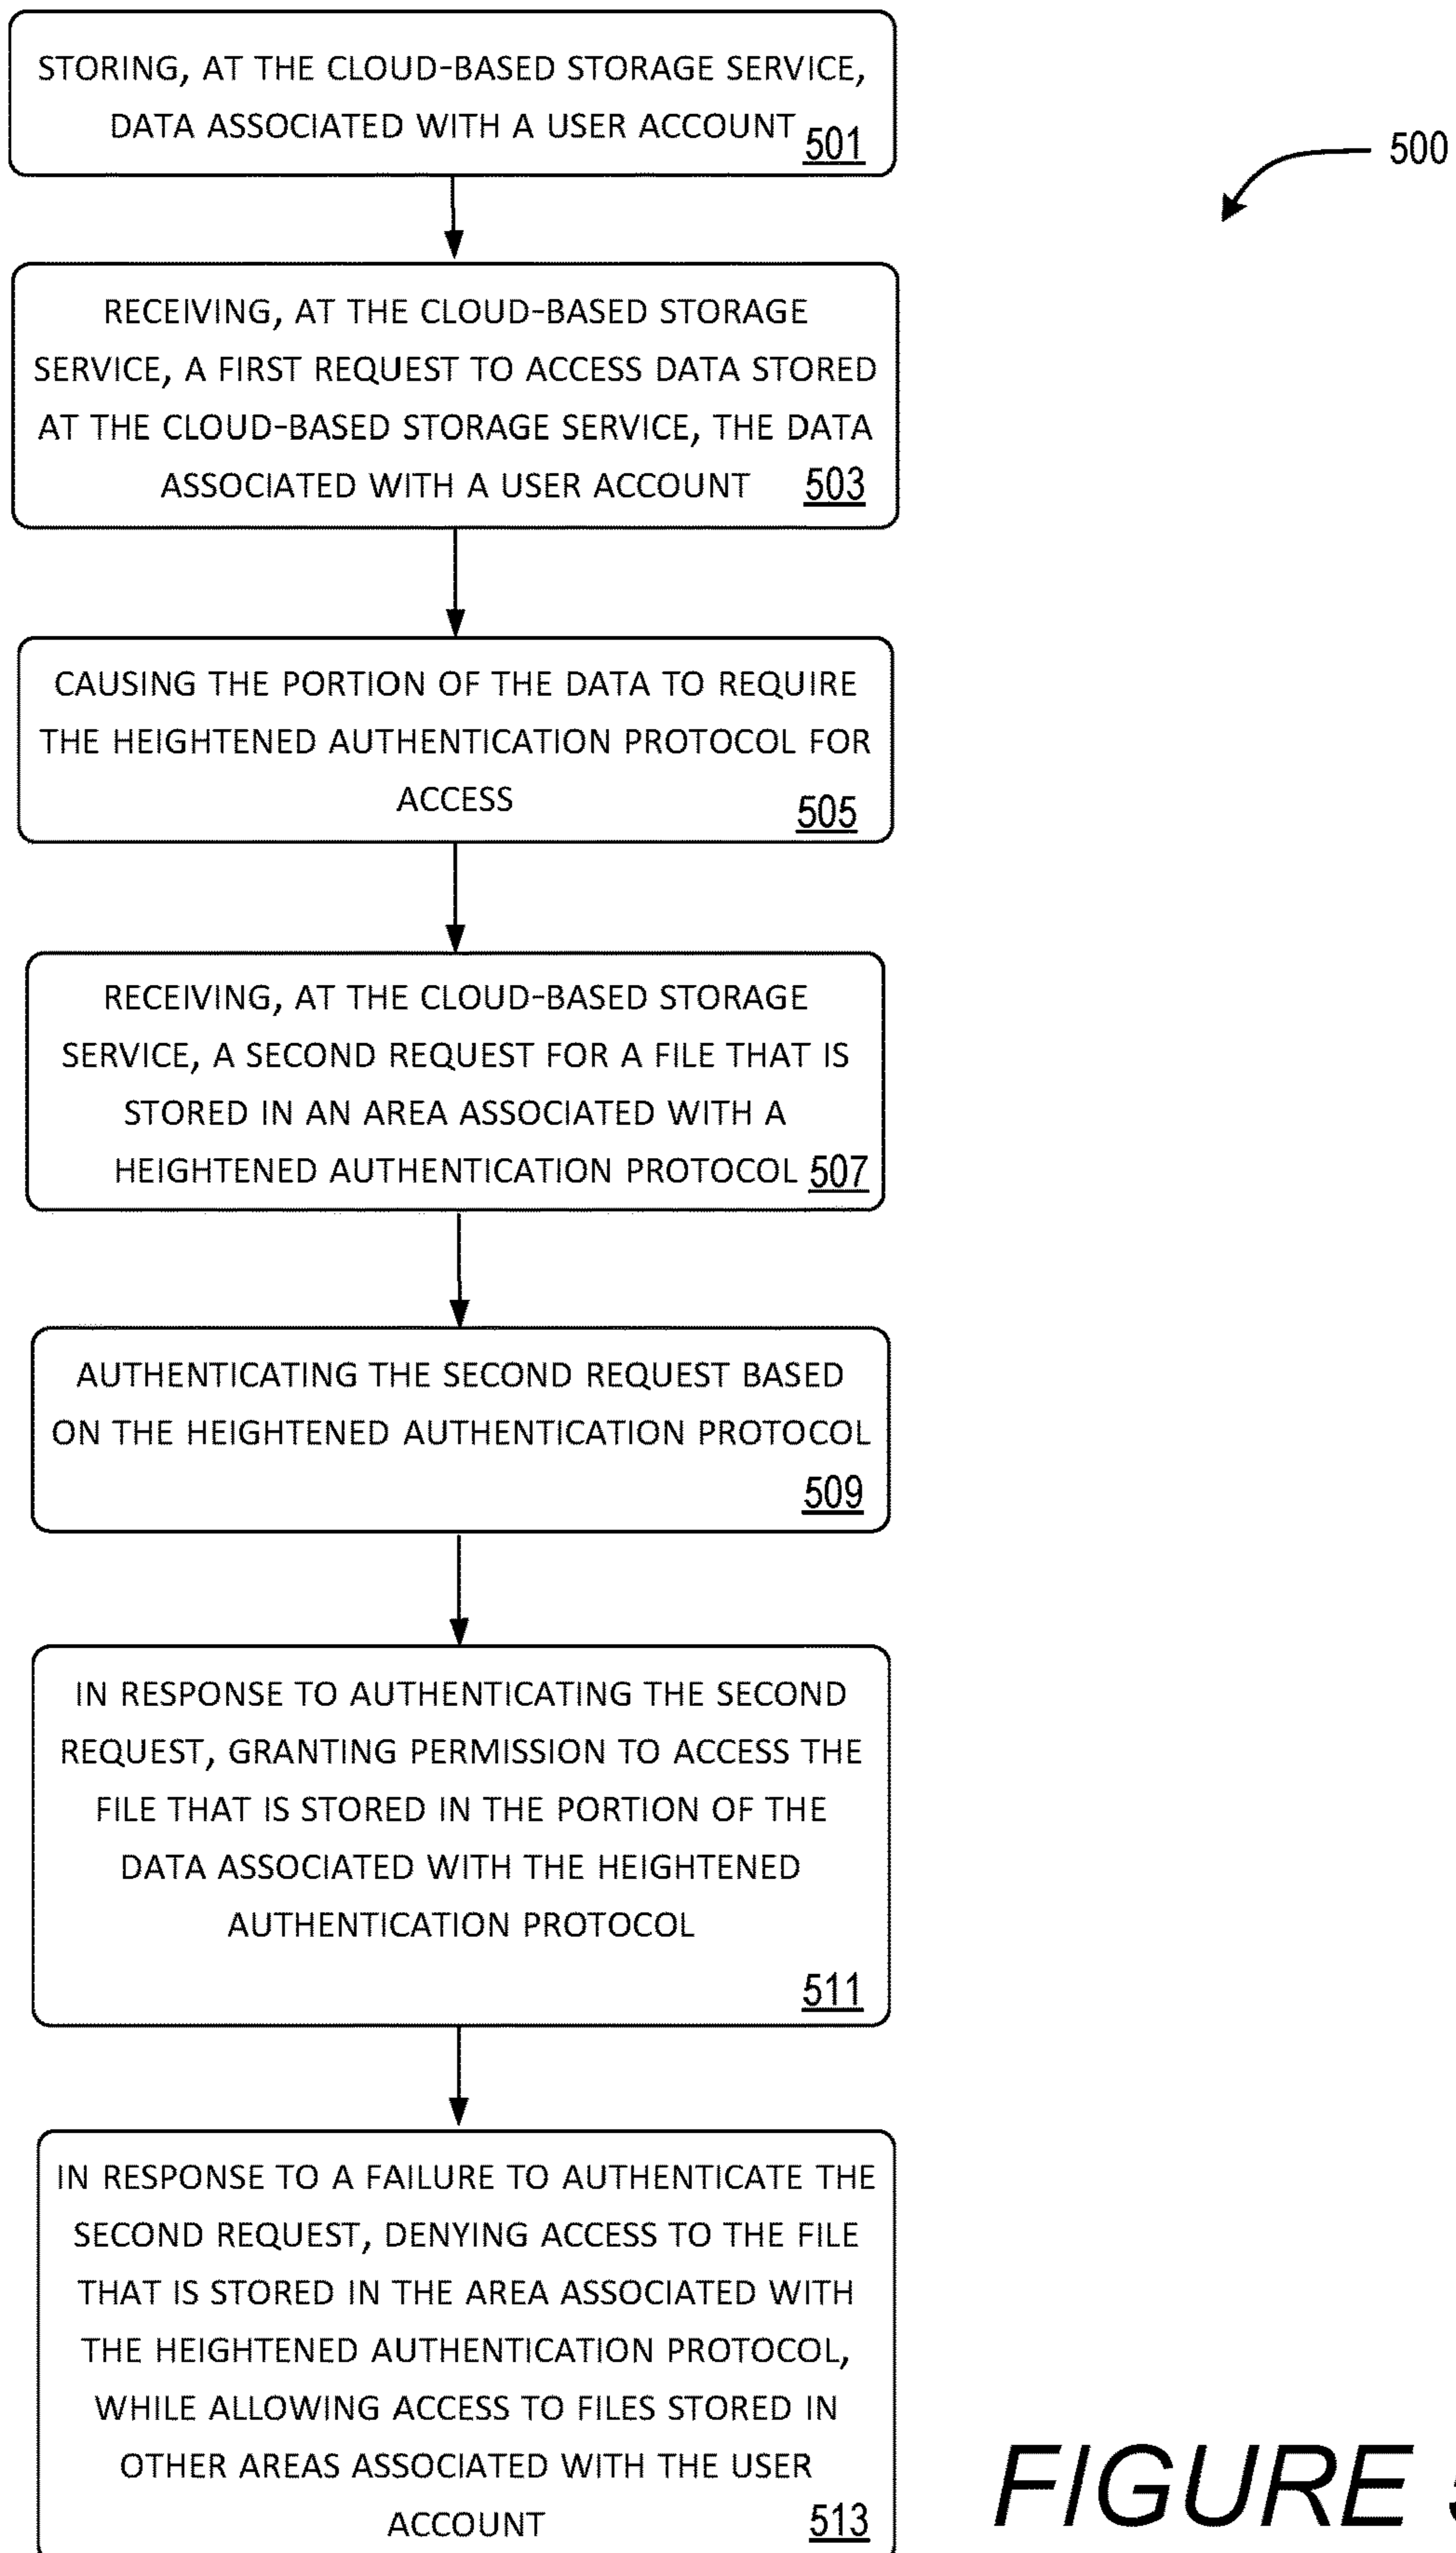 STORING, AT THE CLOUD-BASED STORAGE SERVICE,
DATA ASSOCIATED WITH A USER ACCOUNT 501
500
RECEIVING, AT THE CLOUD-BASED STORAGE
SERVICE, A FIRST REQUEST TO ACCESS DATA STORED
AT THE CLOUD-BASED STORAGE SERVICE, THE DATA
ASSOCIATED WITH A USER ACCOUNT 503
CAUSING THE PORTION OF THE DATA TO REQUIRE
THE HEIGHTENED AUTHENTICATION PROTOCOL FOR
ACCESS 505
RECEIVING, AT THE CLOUD-BASED STORAGE
SERVICE, A SECOND REQUEST FOR A FILE THAT IS
STORED IN AN AREA ASSOCIATED WITH A
HEIGHTENED AUTHENTICATION PROTOCOL 507
AUTHENTICATING THE SECOND REQUEST BASED
ON THE HEIGHTENED AUTHENTICATION PROTOCOL
509
IN RESPONSE TO AUTHENTICATING THE SECOND
REQUEST, GRANTING PERMISSION TO ACCESS THE
FILE THAT IS STORED IN THE PORTION OF THE
DATA ASSOCIATED WITH THE HEIGHTENED
AUTHENTICATION PROTOCOL
511
IN RESPONSE TO A FAILURE TO AUTHENTICATE THE
SECOND REQUEST, DENYING ACCESS TO THE FILE
THAT IS STORED IN THE AREA ASSOCIATED WITH
THE HEIGHTENED AUTHENTICATION PROTOCOL,
WHILE ALLOWING ACCESS TO FILES STORED IN
OTHER AREAS ASSOCIATED WITH THE USER
ACCOUNT 513
FIGURE